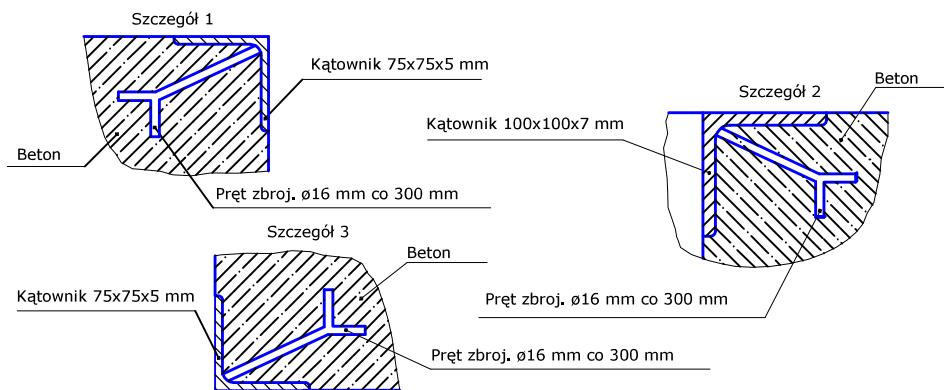 Szczegół 1
Kątownik 75x75x5 mm
Beton
Pręt zbroj. ø16 mm co 300 mm
Szczegół 2
Beton
Kątownik 100x100x7 mm
Pręt zbroj. ø16 mm co 300 mm
Szczegół 3
Beton
Kątownik 75x75x5 mm
Pręt zbroj. ø16 mm co 300 mm